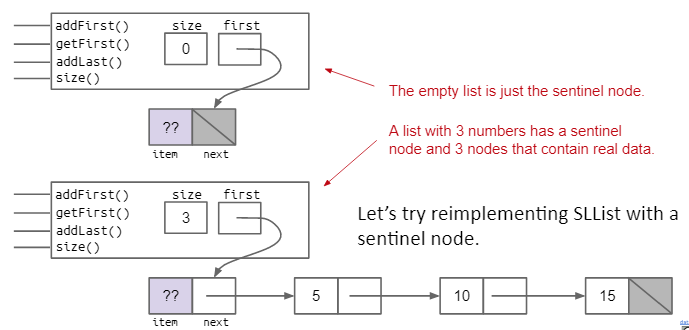 addFirst()
size first
getFirst()
0
addLast()
size()
The empty list is just the sentinel node.
??
item next
A list with 3 numbers has a sentinel
node and 3 nodes that contain real data.
addFirst()
size first
getFirst()
3
addLast()
size()
Let's try reimplementing SLList with a
sentinel node.
?? 5 10 15
item next